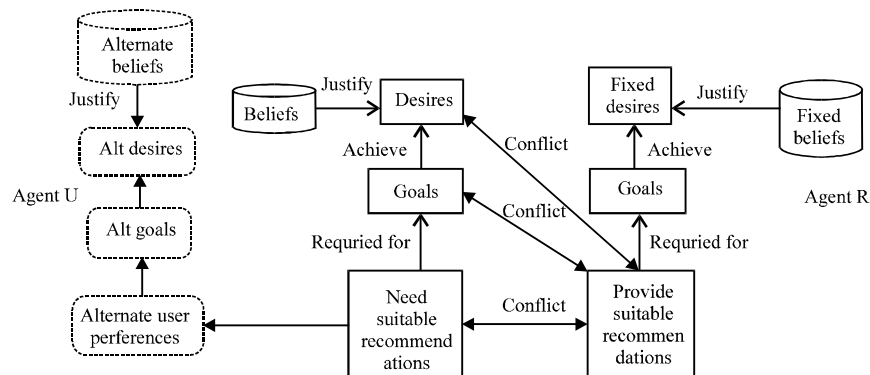 Alternate
beliefs
Justify
Alt desires
Agent U
Alt goals
Alternate user
perferences
Beliefs
Justify
Desires
Achieve
Goals
Requried for
Need
suitable
recommend
ations
Conflict
Conflict
Conflict
Fixed
desires
Justify
Fixed
beliefs
Achieve
Goals
Agent R
Requried for
Provide
suitable
recommen
dations